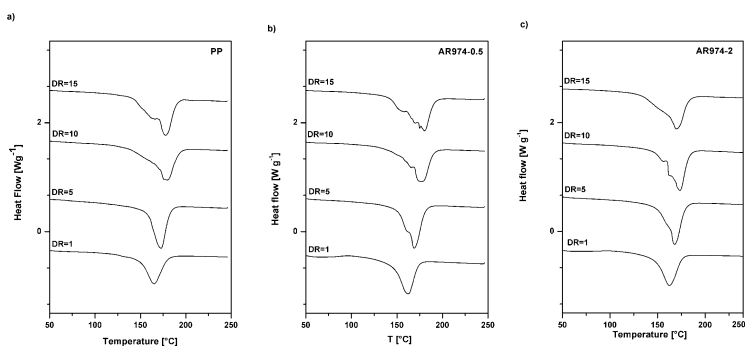 a)
PP
DR=15
DR=10
DR=5
DR=1
2
0
50 100 150 200 250
Heat Flow [Wg-1]
Temperature [°C]
b)
AR974-0.5
DR=15
DR=10
DR=5
DR=1
2
0
50 100 150 200 250
Heat flow [W g-1]
T [°C]
c)
AR974-2
DR=15
DR=10
DR=5
DR=1
2
0
50 100 150 200 250
Heat flow [W g-1]
Temperature [°C]